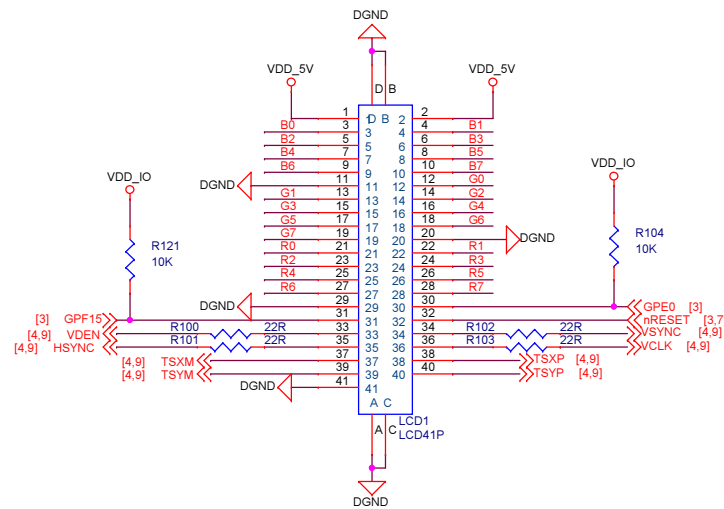 DGND
VDD_5V VDD_5V
D B
1 D B 2
1 2
B0 3 3 4 4 B1
B2 5 5 6 6 B3
B4 7 7 8 8 B5
B6 9 9 10 10 B7
VDD_IO DGND 11 11 12 12 G0 VDD_IO
G1 13 13 14 14 G2
G3 15 15 16 16 G4
G5 17 17 18 18 G6
G7 19 19 20 20 DGND
R121 10K R0 21 21 22 22 R1 R104 10K
R2 23 23 24 24 R3
R4 25 25 26 26 R5
R6 27 27 28 28 R7
DGND 29 29 30 30 GPE0 [3]
[3] GPF15 31 31 32 32 nRESET [3,7
[4,9] VDEN R100 22R 33 33 34 34 R102 22R VSYNC [4,9]
[4,9] HSYNC R101 22R 35 35 36 36 R103 22R VCLK [4,9]
[4,9] TSXM 37 37 38 38 TSXP [4,9]
[4,9] TSYM 39 39 40 40 TSYP [4,9]
DGND 41 41
A C
LCD1
A C LCD41P
DGND